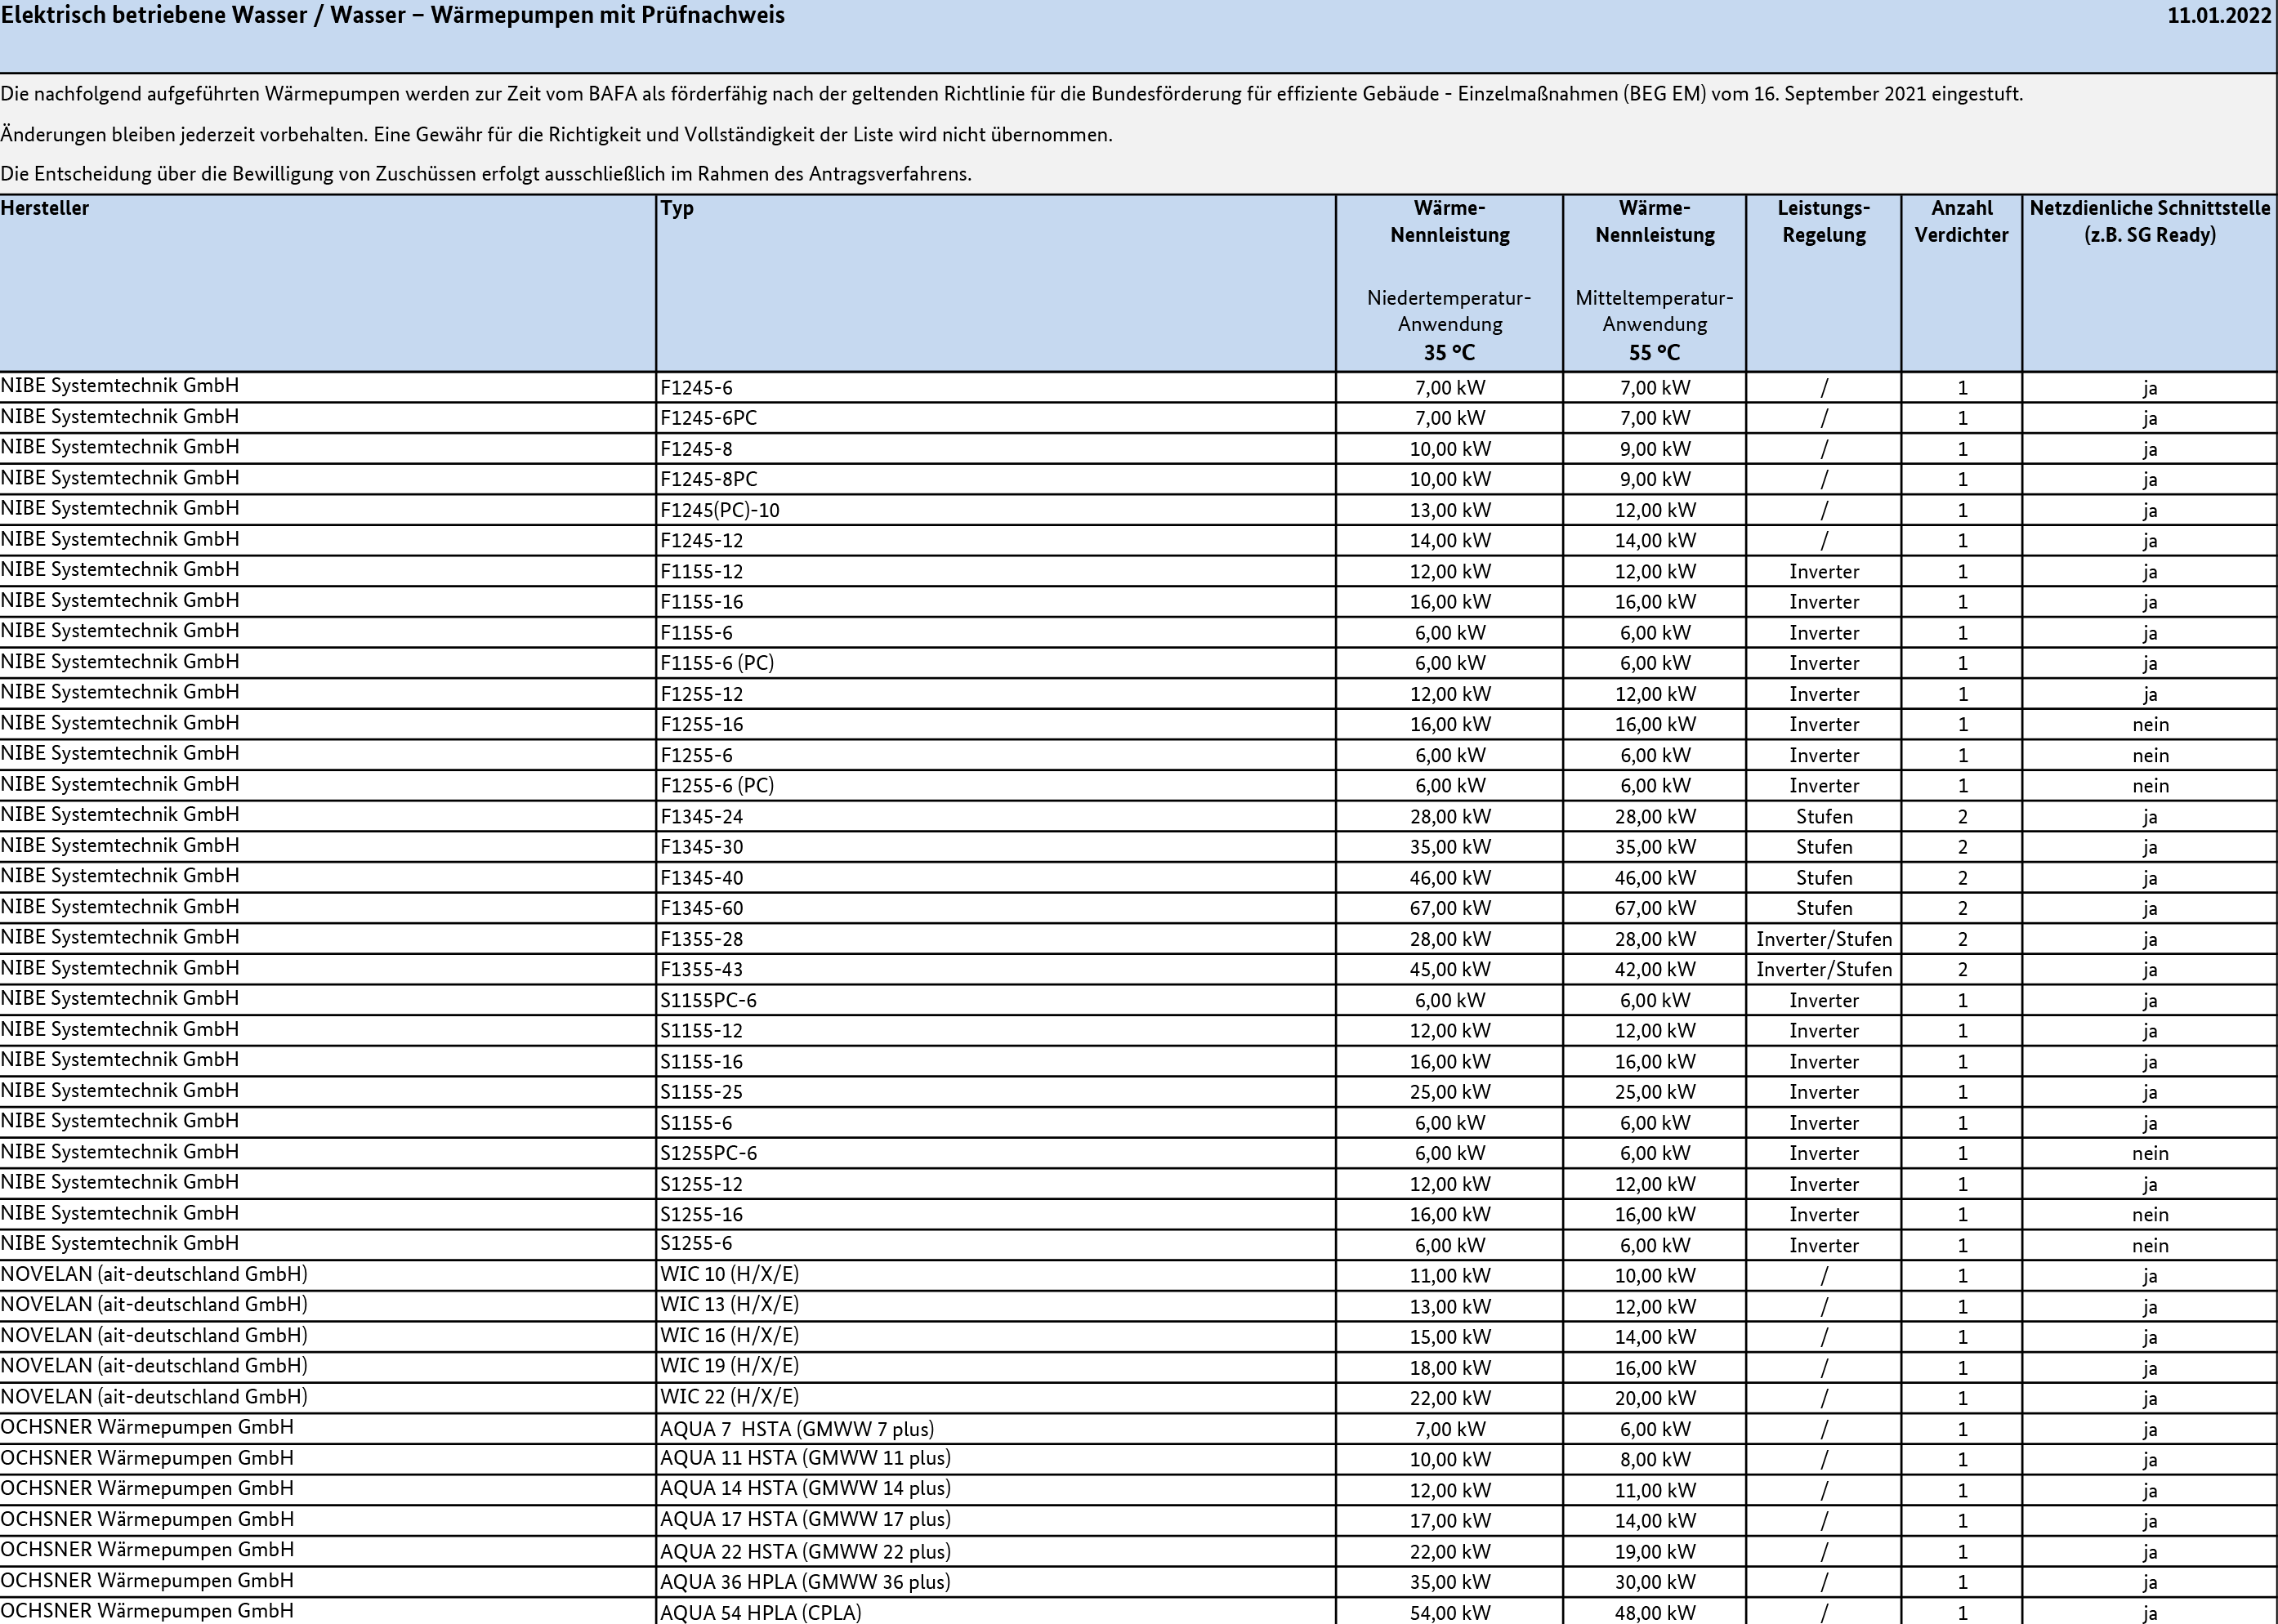 Elektrisch betriebene Wasser / Wasser – Wärmepumpen mit Prüfnachweis 11.01.2022
Die nachfolgend aufgeführten Wärmepumpen werden zur Zeit vom BAFA als förderfähig nach der geltenden Richtlinie für die Bundesförderung für effiziente Gebäude - Einzelmaßnahmen (BEG EM) vom 16. September 2021 eingestuft.
Änderungen bleiben jederzeit vorbehalten. Eine Gewähr für die Richtigkeit und Vollständigkeit der Liste wird nicht übernommen.
Die Entscheidung über die Bewilligung von Zuschüssen erfolgt ausschließlich im Rahmen des Antragsverfahrens.
Hersteller Typ Wärme- Wärme- Leistungs- Anzahl Netzdienliche Schnittstelle
Nennleistung Nennleistung Regelung Verdichter (z.B. SG Ready)
Niedertemperatur- Mitteltemperatur-
Anwendung Anwendung
35 °C 55 °C
NIBE Systemtechnik GmbH F1245-6 7,00 kW 7,00 kW / 1 ja
NIBE Systemtechnik GmbH F1245-6PC 7,00 kW 7,00 kW / 1 ja
NIBE Systemtechnik GmbH F1245-8 10,00 kW 9,00 kW / 1 ja
NIBE Systemtechnik GmbH F1245-8PC 10,00 kW 9,00 kW / 1 ja
NIBE Systemtechnik GmbH F1245(PC)-10 13,00 kW 12,00 kW / 1 ja
NIBE Systemtechnik GmbH F1245-12 14,00 kW 14,00 kW / 1 ja
NIBE Systemtechnik GmbH F1155-12 12,00 kW 12,00 kW Inverter 1 ja
NIBE Systemtechnik GmbH F1155-16 16,00 kW 16,00 kW Inverter 1 ja
NIBE Systemtechnik GmbH F1155-6 6,00 kW 6,00 kW Inverter 1 ja
NIBE Systemtechnik GmbH F1155-6 (PC) 6,00 kW 6,00 kW Inverter 1 ja
NIBE Systemtechnik GmbH F1255-12 12,00 kW 12,00 kW Inverter 1 ja
NIBE Systemtechnik GmbH F1255-16 16,00 kW 16,00 kW Inverter 1 nein
NIBE Systemtechnik GmbH F1255-6 6,00 kW 6,00 kW Inverter 1 nein
NIBE Systemtechnik GmbH F1255-6 (PC) 6,00 kW 6,00 kW Inverter 1 nein
NIBE Systemtechnik GmbH F1345-24 28,00 kW 28,00 kW Stufen 2 ja
NIBE Systemtechnik GmbH F1345-30 35,00 kW 35,00 kW Stufen 2 ja
NIBE Systemtechnik GmbH F1345-40 46,00 kW 46,00 kW Stufen 2 ja
NIBE Systemtechnik GmbH F1345-60 67,00 kW 67,00 kW Stufen 2 ja
NIBE Systemtechnik GmbH F1355-28 28,00 kW 28,00 kW Inverter/Stufen 2 ja
NIBE Systemtechnik GmbH F1355-43 45,00 kW 42,00 kW Inverter/Stufen 2 ja
NIBE Systemtechnik GmbH S1155PC-6 6,00 kW 6,00 kW Inverter 1 ja
NIBE Systemtechnik GmbH S1155-12 12,00 kW 12,00 kW Inverter 1 ja
NIBE Systemtechnik GmbH S1155-16 16,00 kW 16,00 kW Inverter 1 ja
NIBE Systemtechnik GmbH S1155-25 25,00 kW 25,00 kW Inverter 1 ja
NIBE Systemtechnik GmbH S1155-6 6,00 kW 6,00 kW Inverter 1 ja
NIBE Systemtechnik GmbH S1255PC-6 6,00 kW 6,00 kW Inverter 1 nein
NIBE Systemtechnik GmbH S1255-12 12,00 kW 12,00 kW Inverter 1 ja
NIBE Systemtechnik GmbH S1255-16 16,00 kW 16,00 kW Inverter 1 nein
NIBE Systemtechnik GmbH S1255-6 6,00 kW 6,00 kW Inverter 1 nein
NOVELAN (ait-deutschland GmbH) WIC 10 (H/X/E) 11,00 kW 10,00 kW / 1 ja
NOVELAN (ait-deutschland GmbH) WIC 13 (H/X/E) 13,00 kW 12,00 kW / 1 ja
NOVELAN (ait-deutschland GmbH) WIC 16 (H/X/E) 15,00 kW 14,00 kW / 1 ja
NOVELAN (ait-deutschland GmbH) WIC 19 (H/X/E) 18,00 kW 16,00 kW / 1 ja
NOVELAN (ait-deutschland GmbH) WIC 22 (H/X/E) 22,00 kW 20,00 kW / 1 ja
OCHSNER Wärmepumpen GmbH AQUA 7 HSTA (GMWW 7 plus) 7,00 kW 6,00 kW / 1 ja
OCHSNER Wärmepumpen GmbH AQUA 11 HSTA (GMWW 11 plus) 10,00 kW 8,00 kW / 1 ja
OCHSNER Wärmepumpen GmbH AQUA 14 HSTA (GMWW 14 plus) 12,00 kW 11,00 kW / 1 ja
OCHSNER Wärmepumpen GmbH AQUA 17 HSTA (GMWW 17 plus) 17,00 kW 14,00 kW / 1 ja
OCHSNER Wärmepumpen GmbH AQUA 22 HSTA (GMWW 22 plus) 22,00 kW 19,00 kW / 1 ja
OCHSNER Wärmepumpen GmbH AQUA 36 HPLA (GMWW 36 plus) 35,00 kW 30,00 kW / 1 ja
OCHSNER Wärmepumpen GmbH AQUA 54 HPLA (CPLA) 54,00 kW 48,00 kW / 1 ja